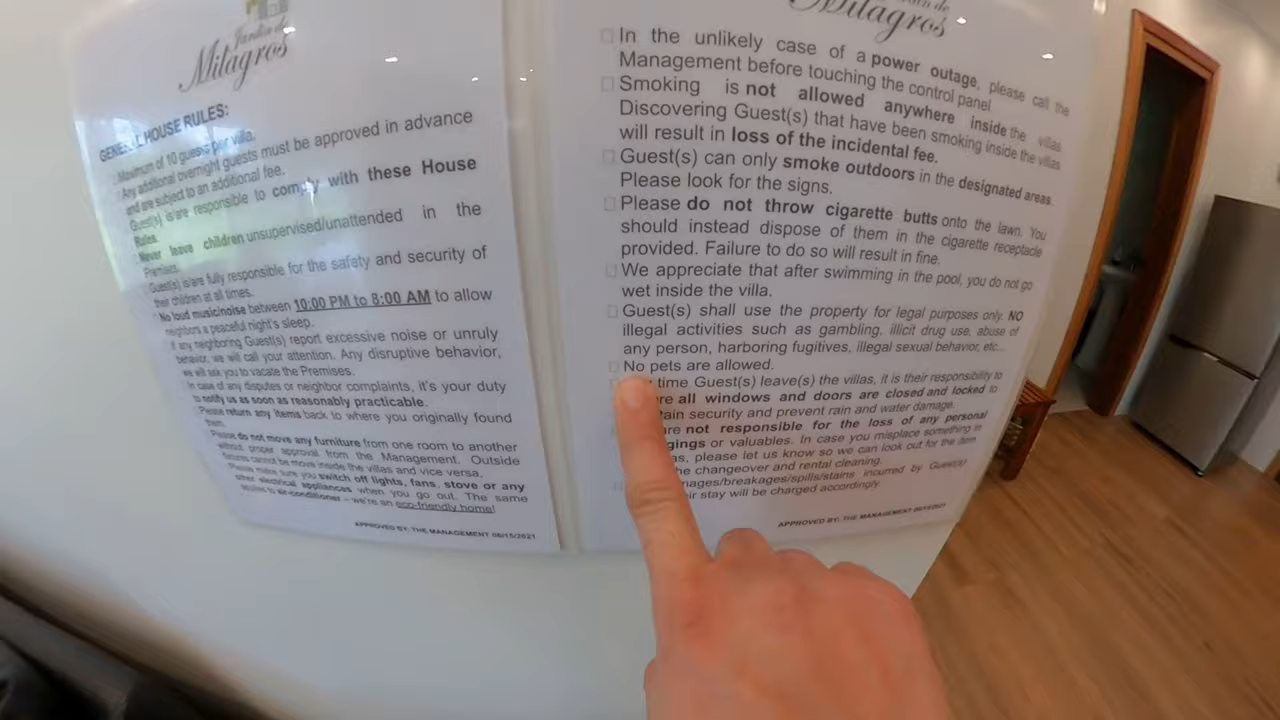 Jardin de
Milagros
GENERAL HOUSE RULES:
Maximum of 10 guests per villa.
Any additional overnight guests must be approved in advance
and are subject to an additional fee.
Guest(s) is/are responsible to comply with these House
Rules.
Never leave children unsupervised/unattended in the
Premises.
Guest(s) is/are fully responsible for the safety and security of
their children at all times.
No loud music/noise between 10:00 PM to 8:00 AM to allow
neighbors a peaceful night's sleep.
If any neighboring Guest(s) report excessive noise or unruly
behavior, we will call your attention. Any disruptive behavior,
we will ask you to vacate the Premises.
In case of any disputes or neighbor complaints, it's your duty
to notify us as soon as reasonably practicable.
Please return any items back to where you originally found
them.
Please do not move any furniture from one room to another
without proper approval from the Management. Outside
cannot be move inside the villas and vice versa.
Please make sure you switch off lights, fans, stove or any
other electrical appliances when you go out. The same
applies to air-conditioner – we're an eco-friendly home!
APPROVED BY: THE MANAGEMENT 06/15/2021
Milagros
In the unlikely case of a power outage, please call the
Management before touching the control panel.
Smoking is not allowed anywhere inside the villas.
Discovering Guest(s) that have been smoking inside the villas
will result in loss of the incidental fee.
Guest(s) can only smoke outdoors in the designated areas.
Please look for the signs.
Please do not throw cigarette butts onto the lawn. You
should instead dispose of them in the cigarette receptacle
provided. Failure to do so will result in fine.
We appreciate that after swimming in the pool, you do not go
wet inside the villa.
Guest(s) shall use the property for legal purposes only. NO
illegal activities such as gambling, illicit drug use, abuse of
any person, harboring fugitives, illegal sexual behavior, etc...
No pets are allowed.
time Guest(s) leave(s) the villas, it is their responsibility to
all windows and doors are closed and locked to
security and prevent rain and water damage.
not responsible for the loss of any personal
or valuables. In case you misplace something in
please let us know so we can look out for the item
changeover and rental cleaning.
incurred by Guest(s)
stay will be charged accordingly.
APPROVED BY: THE MANAGEMENT 06/15/2021